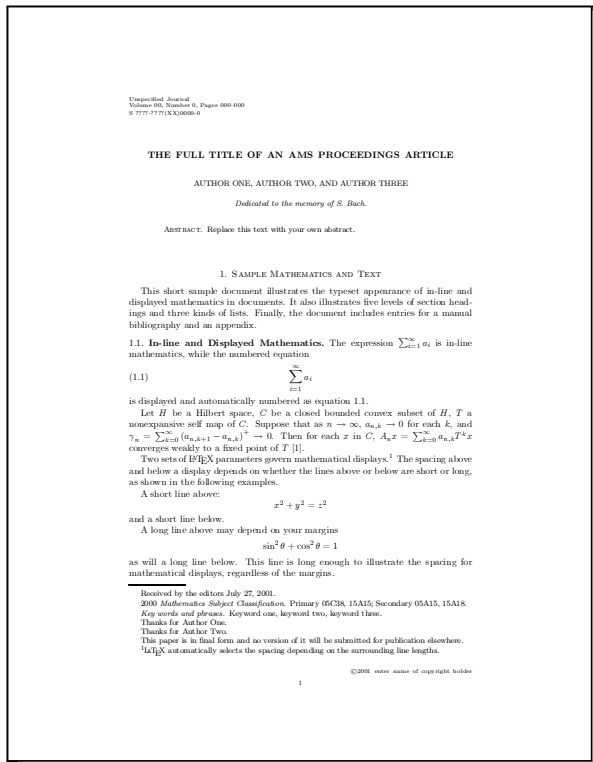 Unspecified Journal
Volume 00, Number 0, Pages 000–000
S ????-????(XX)0000-0
THE FULL TITLE OF AN AMS PROCEEDINGS ARTICLE
AUTHOR ONE, AUTHOR TWO, AND AUTHOR THREE
Dedicated to the memory of S. Bach.
Abstract. Replace this text with your own abstract.
1. Sample Mathematics and Text
This short sample document illustrates the typeset appearance of in-line and
displayed mathematics in documents. It also illustrates five levels of section head-
ings and three kinds of lists. Finally, the document includes entries for a manual
bibliography and an appendix.
1.1. In-line and Displayed Mathematics. The expression ∑_{i=1}^{∞} a_i is in-line
mathematics, while the numbered equation
(1.1) ∑_{i=1}^{∞} a_i
is displayed and automatically numbered as equation 1.1.
Let H be a Hilbert space, C be a closed bounded convex subset of H, T a
nonexpansive self map of C. Suppose that as n → ∞, a_{n,k} → 0 for each k, and
γ_n = ∑_{k=0}^{∞} (a_{n,k+1} − a_{n,k})^+ → 0. Then for each x in C, A_n x = ∑_{k=0}^{∞} a_{n,k} T^k x
converges weakly to a fixed point of T [1].
Two sets of LATEX parameters govern mathematical displays.¹ The spacing above
and below a display depends on whether the lines above or below are short or long,
as shown in the following examples.
A short line above:
x² + y² = z²
and a short line below.
A long line above may depend on your margins
sin² θ + cos² θ = 1
as will a long line below. This line is long enough to illustrate the spacing for
mathematical displays, regardless of the margins.
Received by the editors July 27, 2001.
2000 Mathematics Subject Classification. Primary 05C38, 15A15; Secondary 05A15, 15A18.
Key words and phrases. Keyword one, keyword two, keyword three.
Thanks for Author One.
Thanks for Author Two.
This paper is in final form and no version of it will be submitted for publication elsewhere.
¹LATEX automatically selects the spacing depending on the surrounding line lengths.
©2001 enter name of copyright holder
1